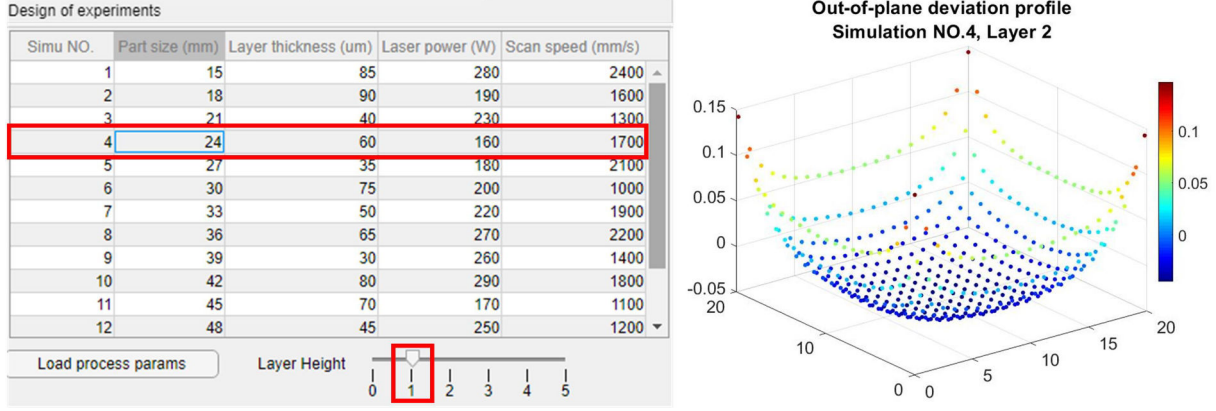 Design of experiments
Simu NO. Part size (mm) Layer thickness (um) Laser power (W) Scan speed (mm/s)
1 15 85 280 2400
2 18 90 190 1600
3 21 40 230 1300
4 24 60 160 1700
5 27 35 180 2100
6 30 75 200 1000
7 33 50 220 1900
8 36 65 270 2200
9 39 30 260 1400
10 42 80 290 1800
11 45 70 170 1100
12 48 45 250 1200
Load process params
Layer Height
0 1 2 3 4 5
Out-of-plane deviation profile
Simulation NO.4, Layer 2
0.15
0.1
0.05
0
-0.05
20
10
0
0
5
10
15
20
0.1
0.05
0